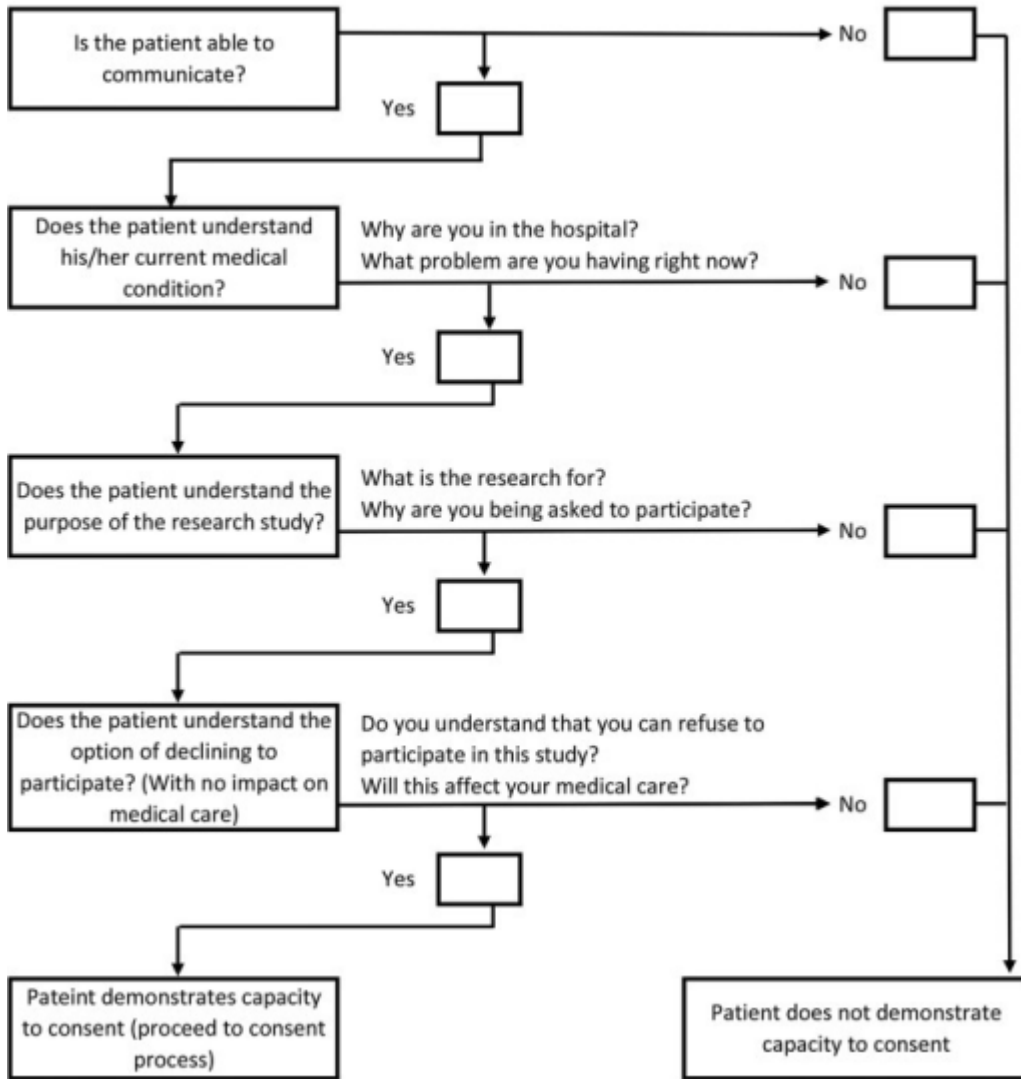 Is the patient able to
communicate?
No
Yes
Does the patient understand
his/her current medical
condition?
Why are you in the hospital?
What problem are you having right now?
No
Yes
Does the patient understand the
purpose of the research study?
What is the research for?
Why are you being asked to participate?
No
Yes
Does the patient understand the
option of declining to
participate? (With no impact on
medical care)
Do you understand that you can refuse to
participate in this study?
Will this affect your medical care?
No
Yes
Pateint demonstrates capacity
to consent (proceed to consent
process)
Patient does not demonstrate
capacity to consent